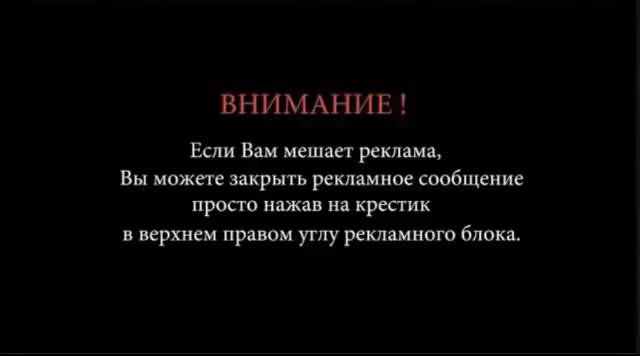 ВНИМАНИЕ !
Если Вам мешает реклама,
Вы можете закрыть рекламное сообщение
просто нажав на крестик
в верхнем правом углу рекламного блока.